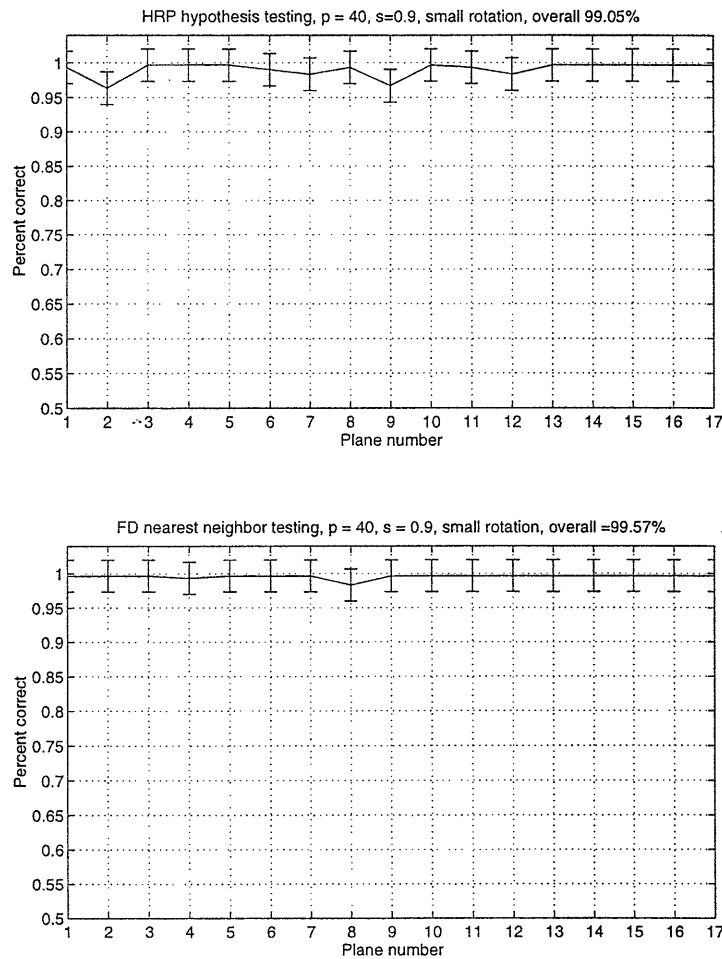 HRP hypothesis testing, p = 40, s=0.9, small rotation, overall 99.05%
1
0.95
0.9
0.85
0.8
0.75
0.7
0.65
0.6
0.55
0.5
Percent correct
1 2 3 4 5 6 7 8 9 10 11 12 13 14 15 16 17
Plane number
FD nearest neighbor testing, p = 40, s = 0.9, small rotation, overall =99.57%
1
0.95
0.9
0.85
0.8
0.75
0.7
0.65
0.6
0.55
0.5
Percent correct
1 2 3 4 5 6 7 8 9 10 11 12 13 14 15 16 17
Plane number